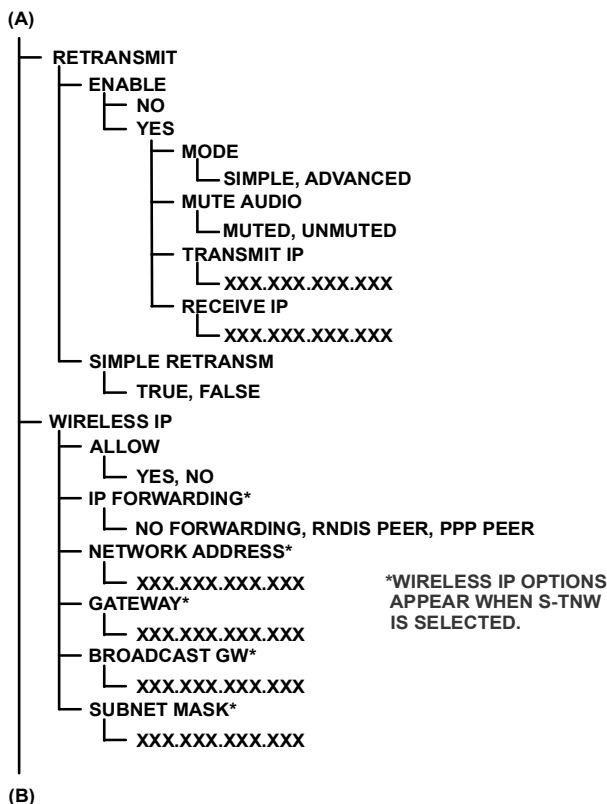 (A)
RETRANSMIT
ENABLE
NO
YES
MODE
SIMPLE, ADVANCED
MUTE AUDIO
MUTED, UNMUTED
TRANSMIT IP
XXX.XXX.XXX.XXX
RECEIVE IP
XXX.XXX.XXX.XXX
SIMPLE RETRANSM
TRUE, FALSE
WIRELESS IP
ALLOW
YES, NO
IP FORWARDING*
NO FORWARDING, RNDIS PEER, PPP PEER
NETWORK ADDRESS*
XXX.XXX.XXX.XXX
GATEWAY*
XXX.XXX.XXX.XXX
BROADCAST GW*
XXX.XXX.XXX.XXX
SUBNET MASK*
XXX.XXX.XXX.XXX
*WIRELESS IP OPTIONS
APPEAR WHEN S-TNW
IS SELECTED.
(B)